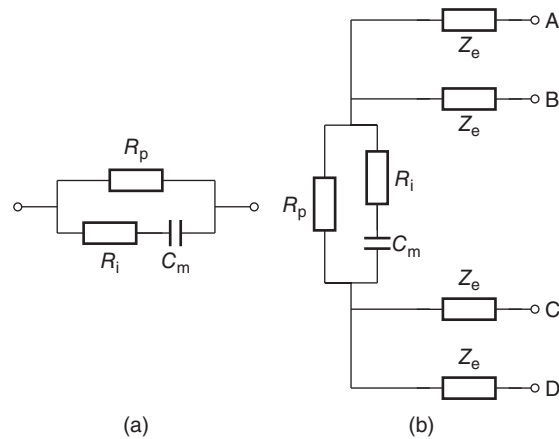 R_p
R_i C_m
(a)
Z_e A
Z_e B
R_p R_i
C_m
Z_e C
Z_e D
(b)